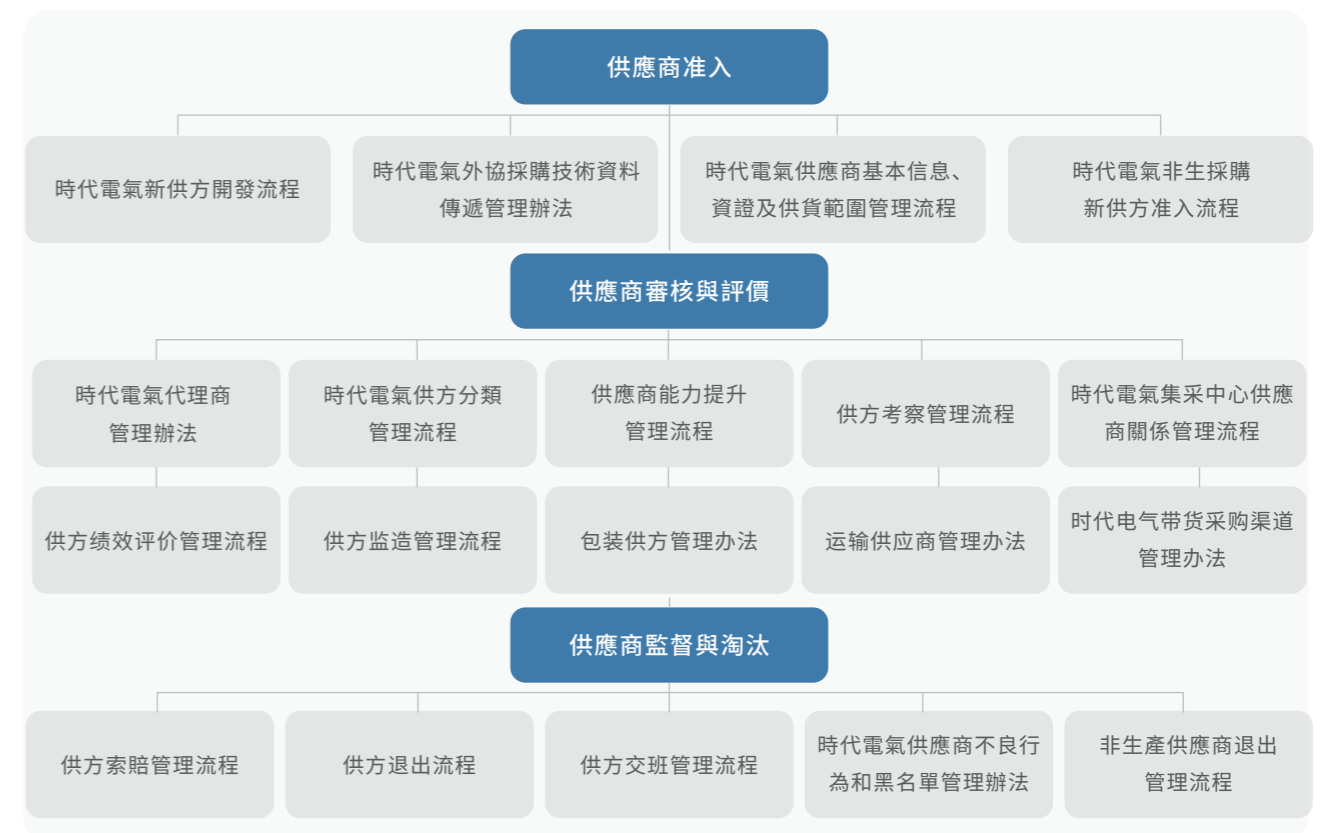 供應商准入
時代電氣新供方開發流程
時代電氣外協採購技術資料
傳遞管理辦法
時代電氣供應商基本信息、
資證及供貨範圍管理流程
時代電氣非生採購
新供方准入流程
供應商審核與評價
時代電氣代理商
管理辦法
時代電氣供方分類
管理流程
供應商能力提升
管理流程
供方考察管理流程
時代電氣集采中心供應
商關係管理流程
供方绩效评价管理流程
供方监造管理流程
包装供方管理办法
运输供应商管理办法
时代电气带货采购渠道
管理办法
供應商監督與淘汰
供方索賠管理流程
供方退出流程
供方交班管理流程
時代電氣供應商不良行
為和黑名單管理辦法
非生產供應商退出
管理流程